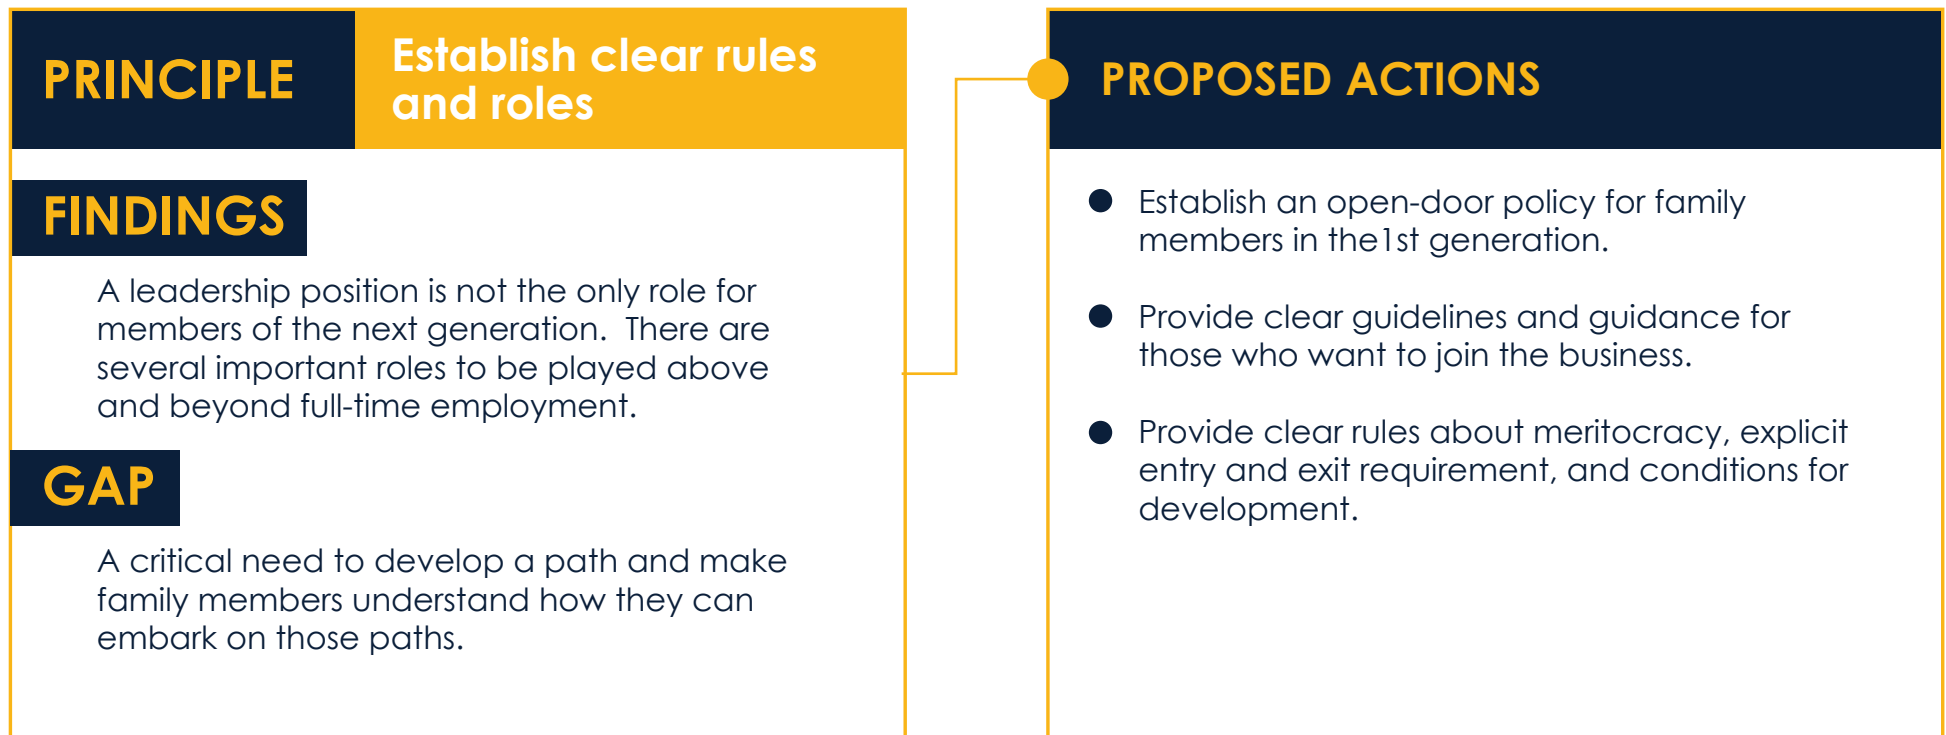 PRINCIPLE
Establish clear rules
and roles
FINDINGS
A leadership position is not the only role for
members of the next generation.  There are
several important roles to be played above
and beyond full-time employment.
GAP
A critical need to develop a path and make
family members understand how they can
embark on those paths.
PROPOSED ACTIONS
● Establish an open-door policy for family
members in the1st generation.
● Provide clear guidelines and guidance for
those who want to join the business.
● Provide clear rules about meritocracy, explicit
entry and exit requirement, and conditions for
development.